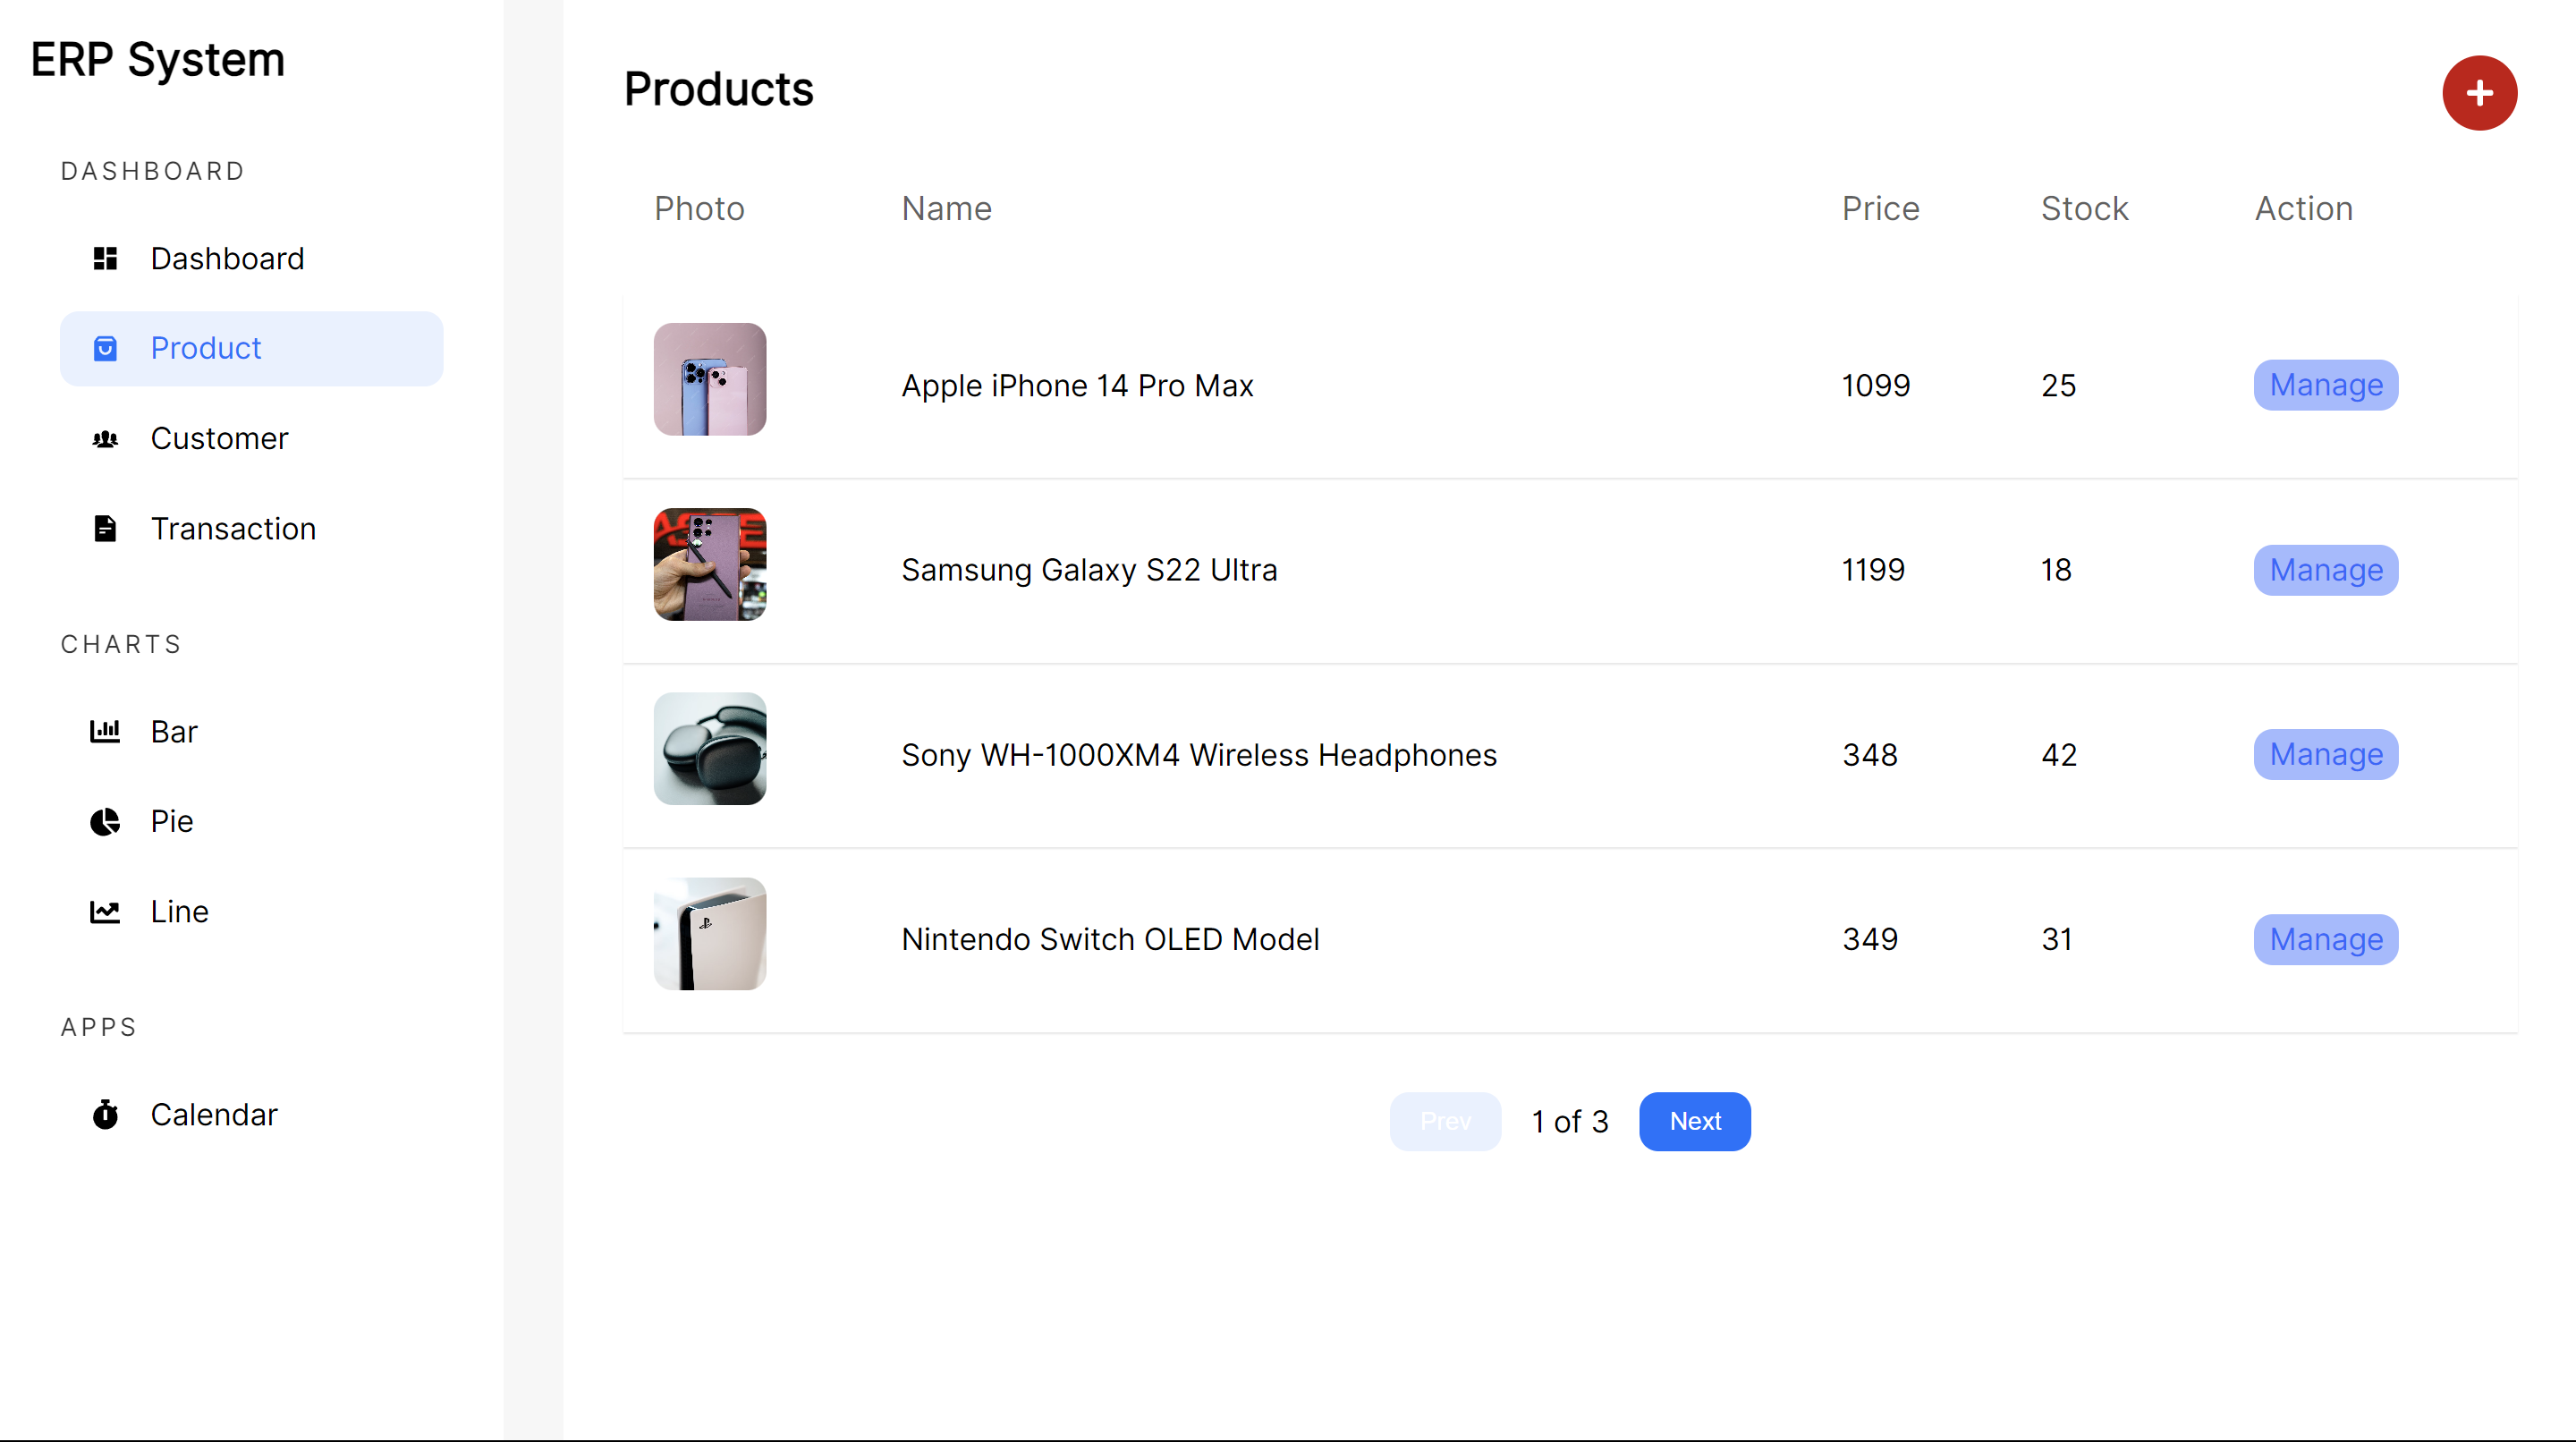 ERP System
DASHBOARD
Dashboard
Product
Customer
Transaction
CHARTS
Bar
Pie
Line
APPS
Calendar
Products
Photo Name Price Stock Action
Apple iPhone 14 Pro Max 1099 25 Manage
Samsung Galaxy S22 Ultra 1199 18 Manage
Sony WH-1000XM4 Wireless Headphones 348 42 Manage
Nintendo Switch OLED Model 349 31 Manage
Prev 1 of 3 Next